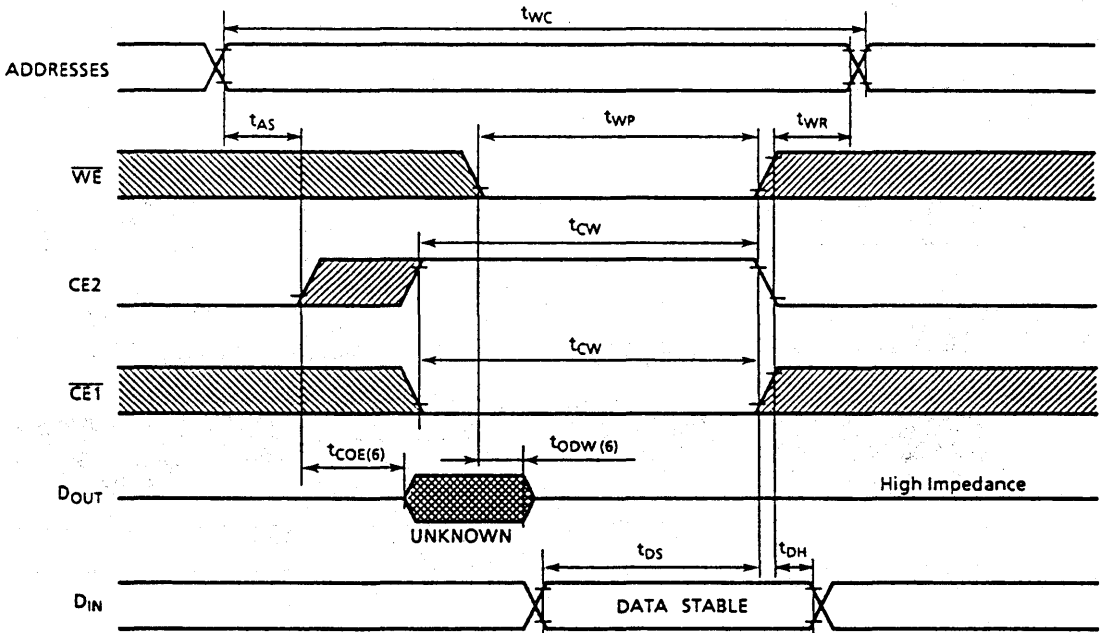 tWC
ADDRESSES
tAS
tWP
tWR
WE
tCW
CE2
tCW
CE1
tCOE(6)
tODW(6)
DOUT
High Impedance
UNKNOWN
tDS
tDH
DIN
DATA STABLE